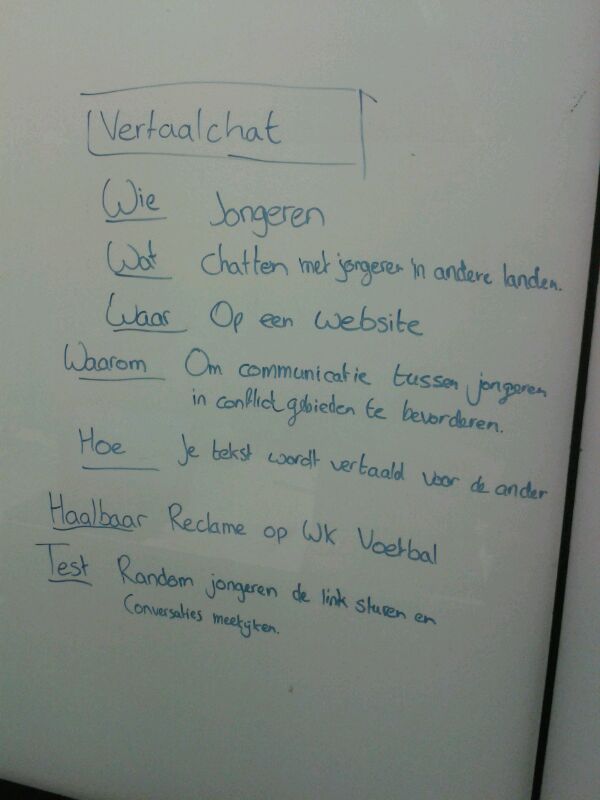 Vertaalchat
Wie Jongeren
Wat Chatten met jongeren in andere landen.
Waar Op een website
Waarom Om communicatie tussen jongeren
in conflict gebieden te bevorderen.
Hoe Je tekst wordt vertaald voor de ander
Haalbaar Reclame op WK Voetbal
Test Random jongeren de link sturen en
Conversaties meekijken.